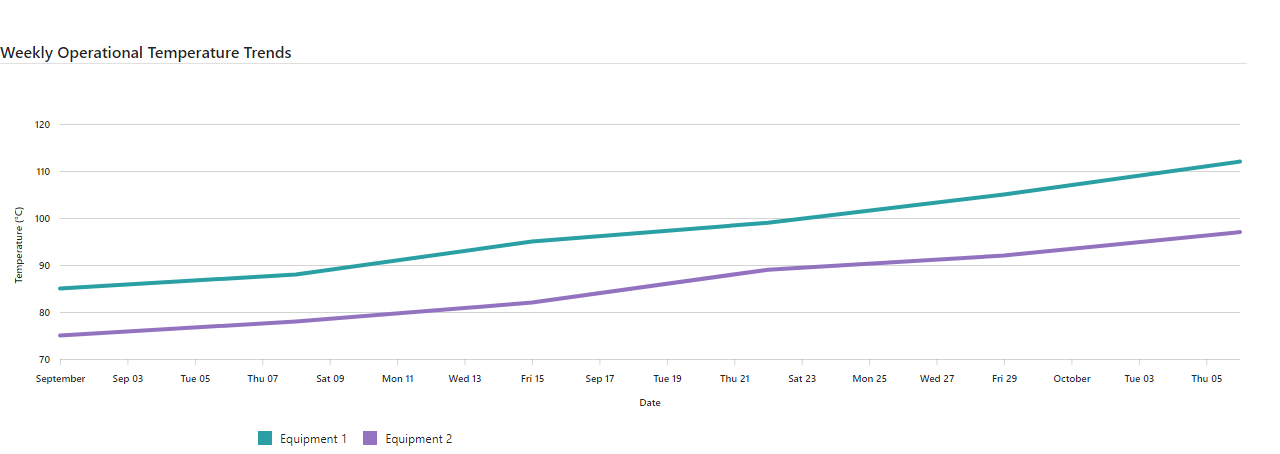 Weekly Operational Temperature Trends
120
110
100
90
80
70
Temperature (°C)
September Sep 03 Tue 05 Thu 07 Sat 09 Mon 11 Wed 13 Fri 15 Sep 17 Tue 19 Thu 21 Sat 23 Mon 25 Wed 27 Fri 29 October Tue 03 Thu 05
Date
Equipment 1 Equipment 2